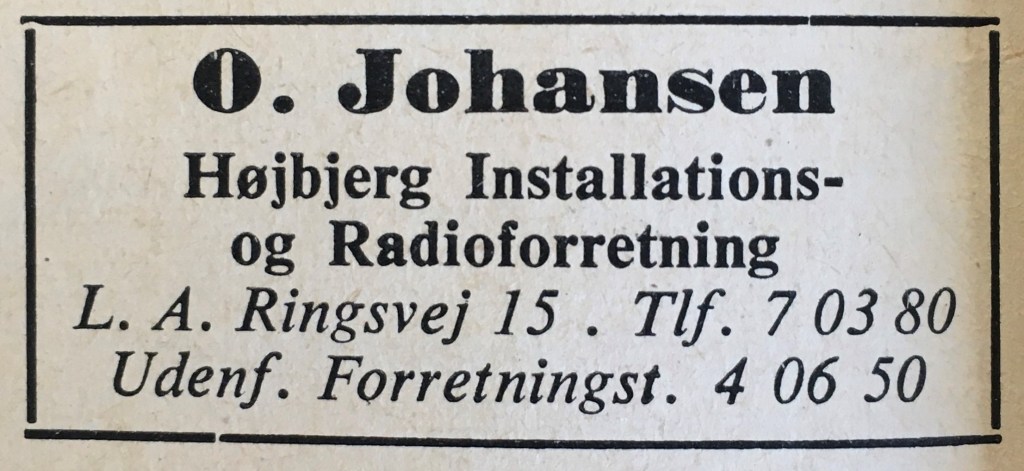 O. Johansen
Højbjerg Installations-
og Radioforretning
L. A. Ringsvej 15 . Tlf. 7 03 80
Udenf. Forretningst. 4 06 50